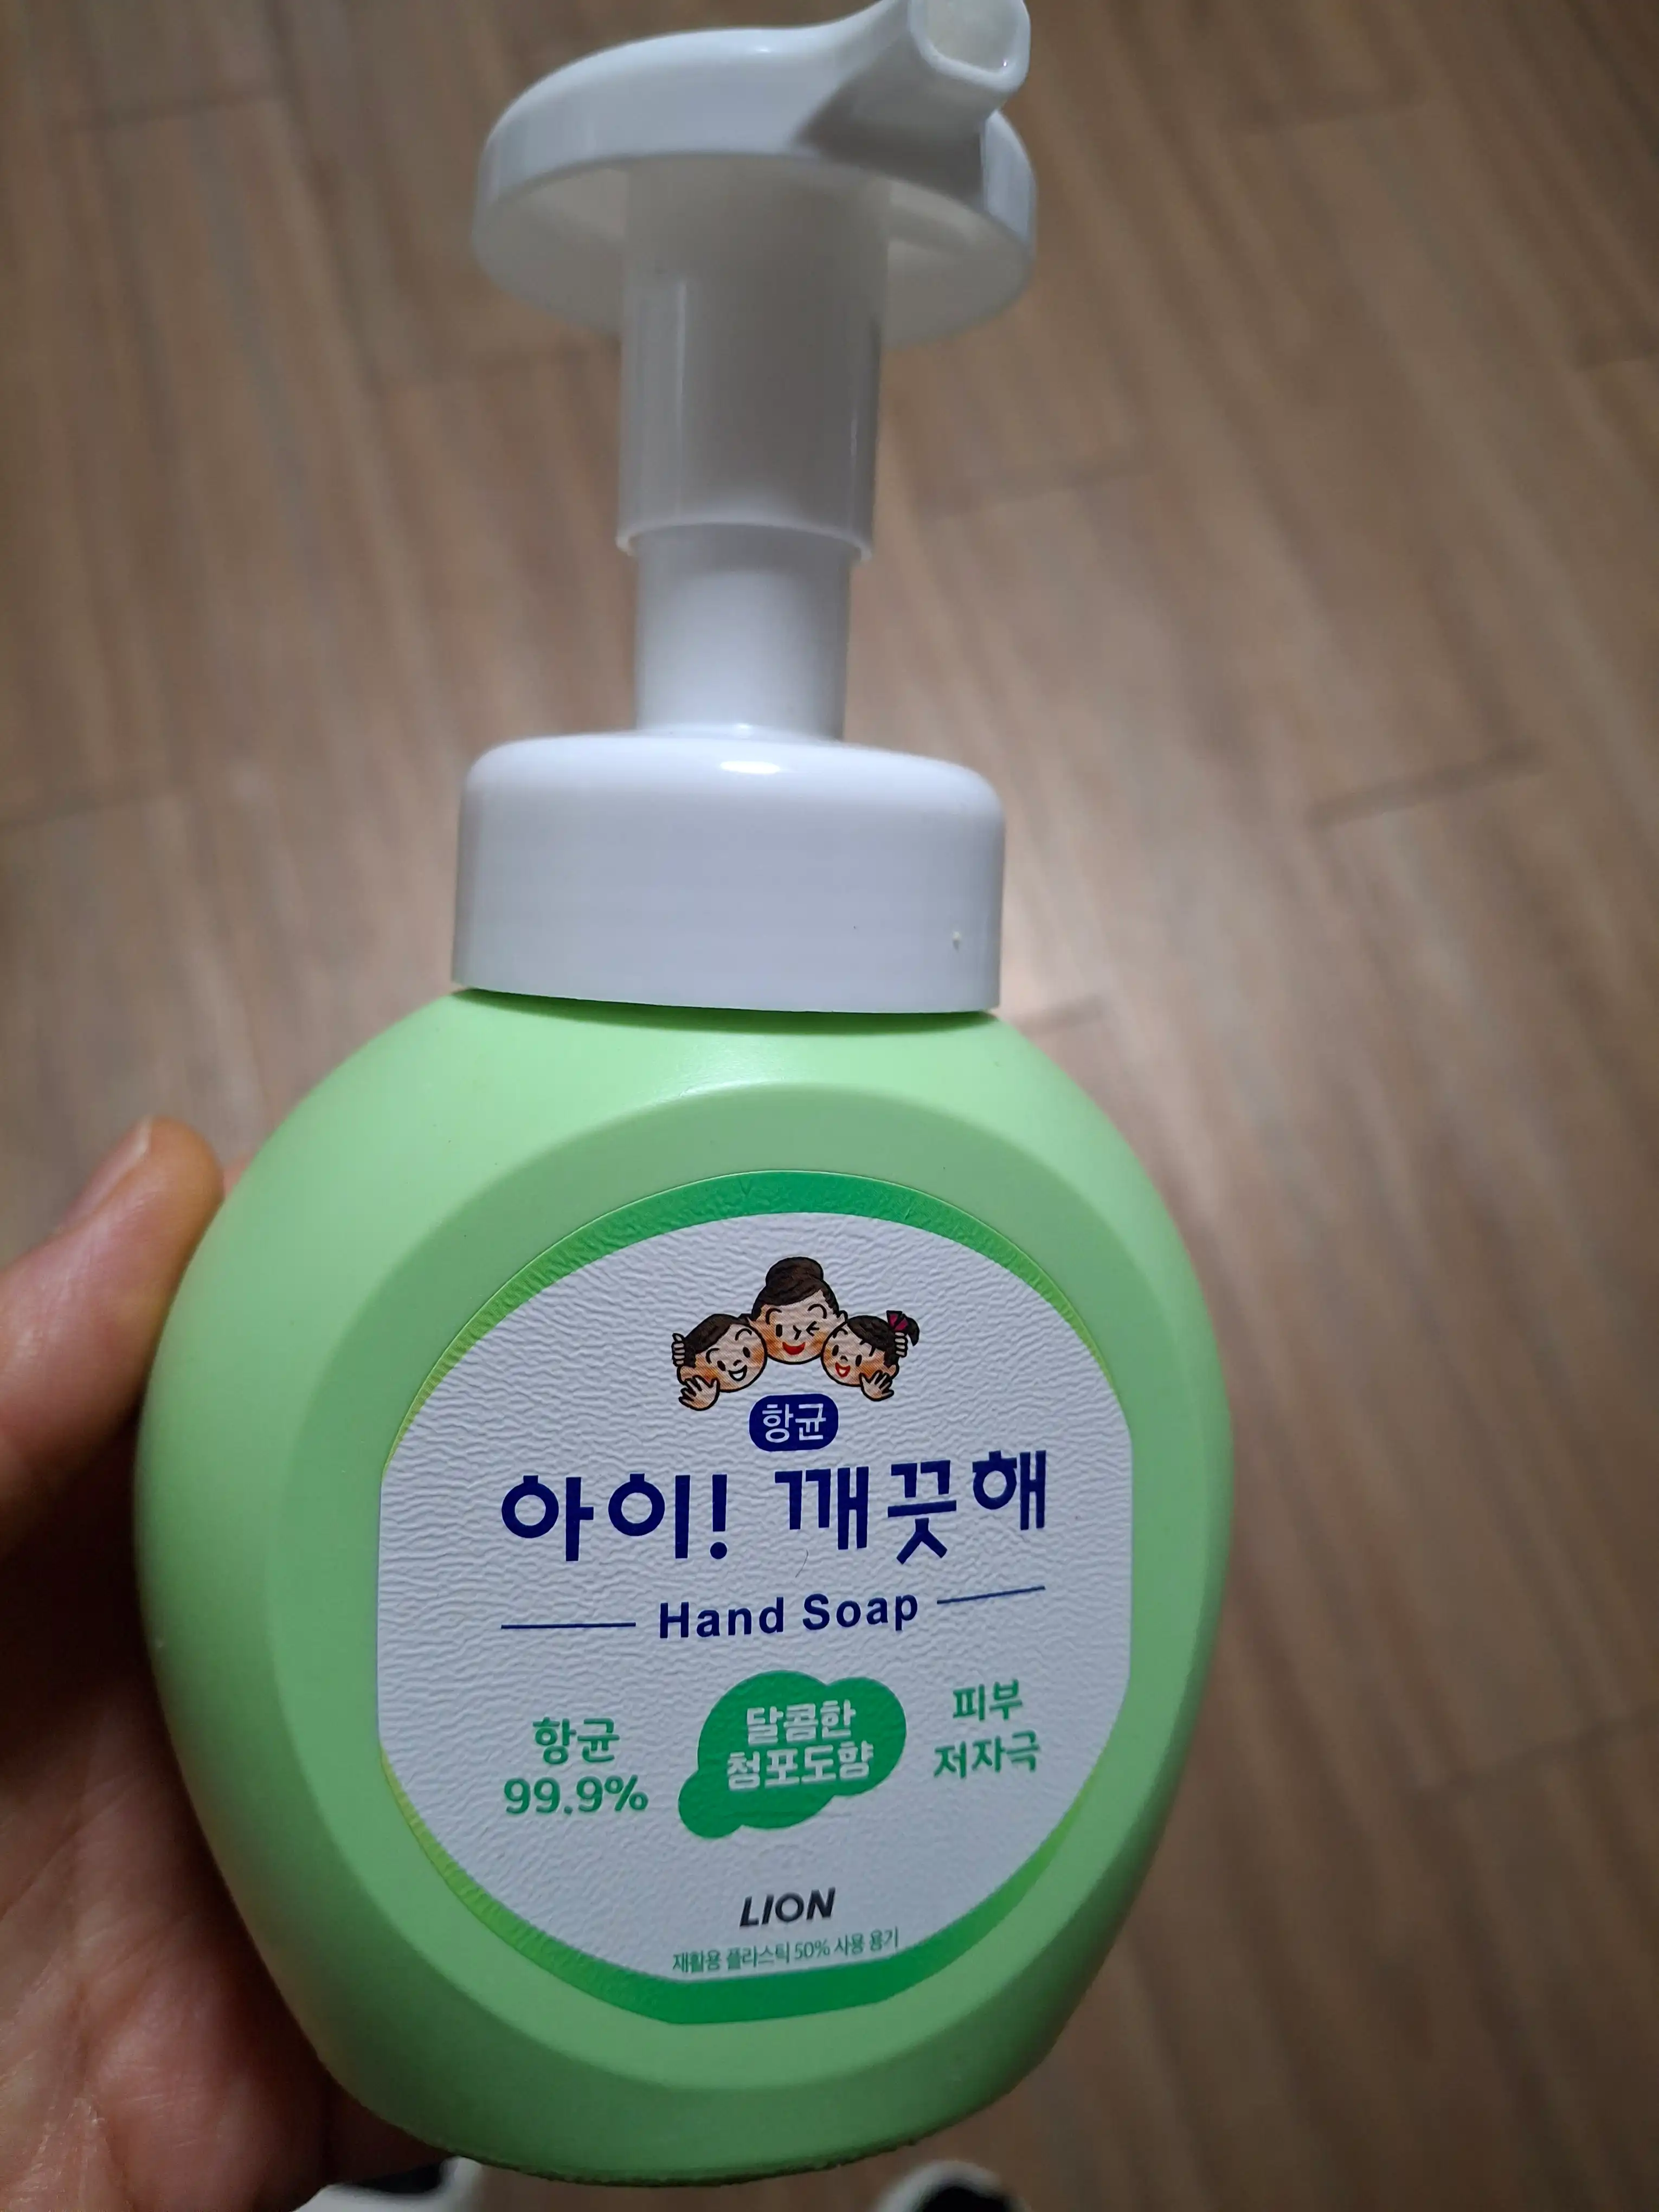 항균
아이! 깨끗해
Hand Soap
항균
99.9%
달콤한
청포도향
피부
저자극
LION
재활용 플라스틱 50% 사용 용기